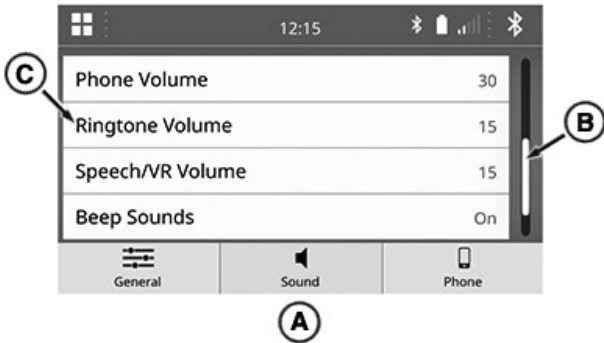 12:15
C
Phone Volume 30
Ringtone Volume 15
B
Speech/VR Volume 15
Beep Sounds On
General Sound Phone
A